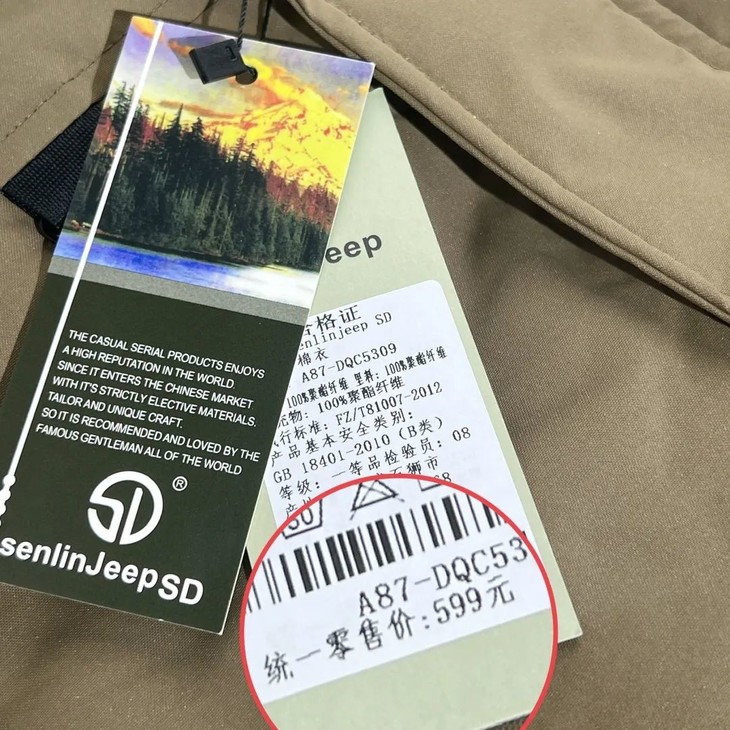 THE CASUAL SERIAL PRODUCTS ENJOYS
A HIGH REPUTATION IN THE WORLD.
SINCE IT ENTERS THE CHINESE MARKET
WITH IT'S STRICTLY ELECTIVE MATERIALS.
TAILOR AND UNIQUE CRAFT.
SO IT IS RECOMMENDED AND LOVED BY THE
FAMOUS GENTLEMAN ALL OF THE WORLD
SD ®
senlinJeepSD
Jeep
格证
senlinjeep SD
棉衣
A87-DQC5309
100%聚酯纤维 里料: 100%聚酯纤维
充物: 100%聚酯纤维
行标准: FZ/T81007-2012
产品基本安全类别:
GB 18401-2010 (B类)
等级: 一等品检验员: 08
石狮市
A87-DQC53
统一零售价:599元